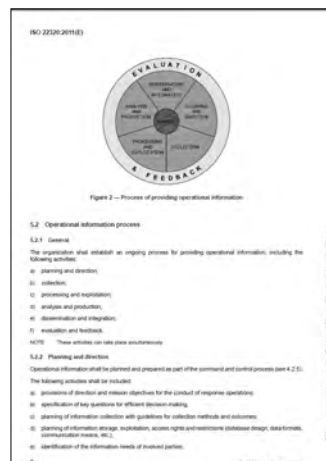 ISO 22320:2011(E)
EVALUATION
DISSEMINATION
AND
INTEGRATION
ANALYSIS
AND
PRODUCTION
PLANNING
AND
DIRECTION
PROCESSING
AND
EXPLOITATION
COLLECTION
& FEEDBACK
Figure 2 — Process of providing operational information
5.2 Operational information process
5.2.1 General
The organization shall establish an ongoing process for providing operational information, including the
following activities:
a) planning and direction;
b) collection;
c) processing and exploitation;
d) analysis and production;
e) dissemination and integration;
f) evaluation and feedback.
NOTE These activities can take place simultaneously.
5.2.2 Planning and direction
Operational information shall be planned and prepared as part of the command and control process (see 4.2.5).
The following activities shall be included:
a) provisions of direction and mission objectives for the conduct of response operations;
b) specification of key questions for efficient decision-making;
c) planning of information collection with guidelines for collection methods and outcomes;
d) planning of information storage, exploitation, access rights and restrictions (database design, data formats,
communication means, etc.);
e) identification of the information needs of involved parties;